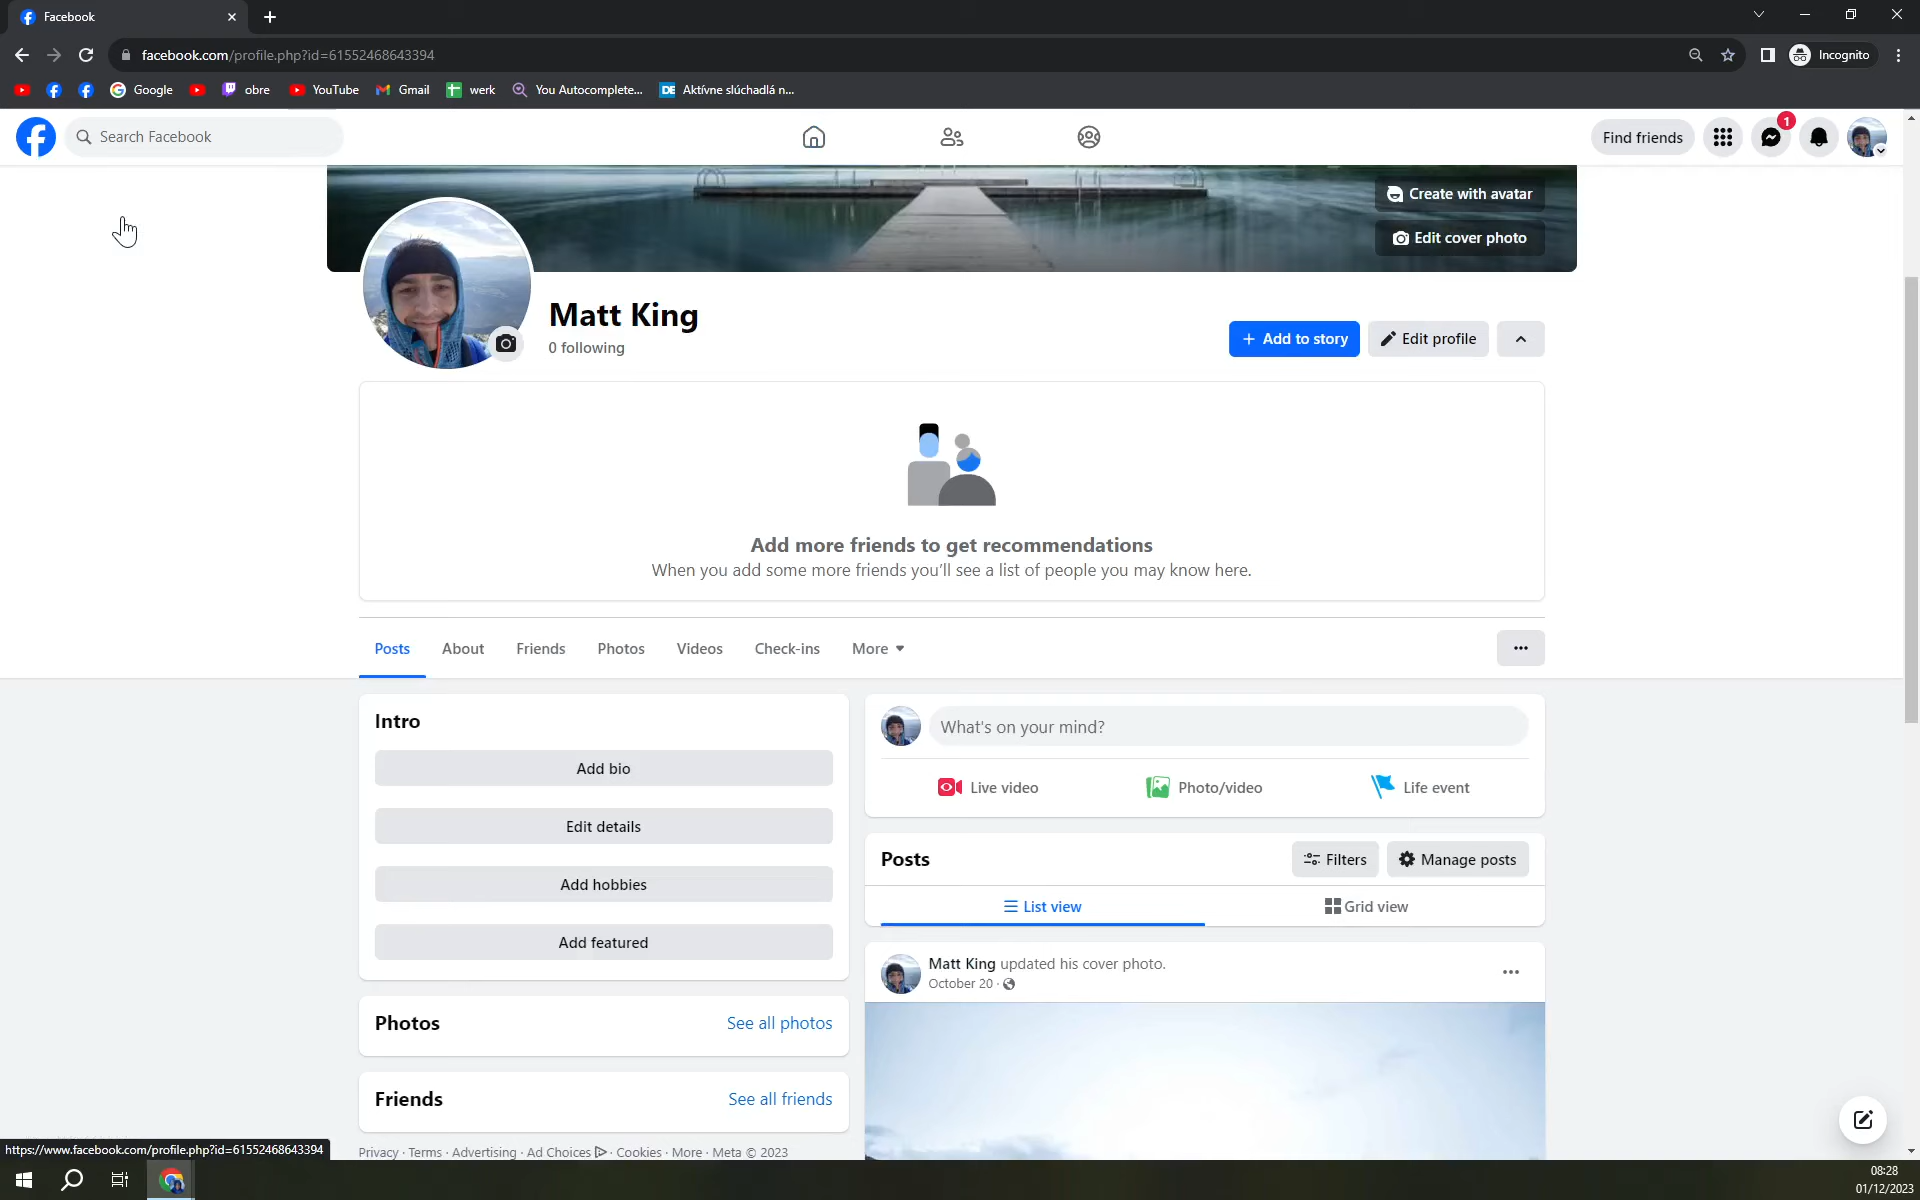 Facebook
facebook.com/profile.php?id=61552468643394
Incognito
Google
obre
YouTube
Gmail
werk
You Autocomplete...
DE Aktívne slúchadlá n...
Search Facebook
Find friends
1
Create with avatar
Edit cover photo
Matt King
0 following
+ Add to story
Edit profile
Add more friends to get recommendations
When you add some more friends you'll see a list of people you may know here.
Posts
About
Friends
Photos
Videos
Check-ins
More
Intro
Add bio
Edit details
Add hobbies
Add featured
Photos
See all photos
Friends
See all friends
Privacy · Terms · Advertising · Ad Choices · Cookies · More · Meta © 2023
What's on your mind?
Live video
Photo/video
Life event
Posts
Filters
Manage posts
List view
Grid view
Matt King updated his cover photo.
October 20 ·
https://www.facebook.com/profile.php?id=61552468643394
08:28
01/12/2023